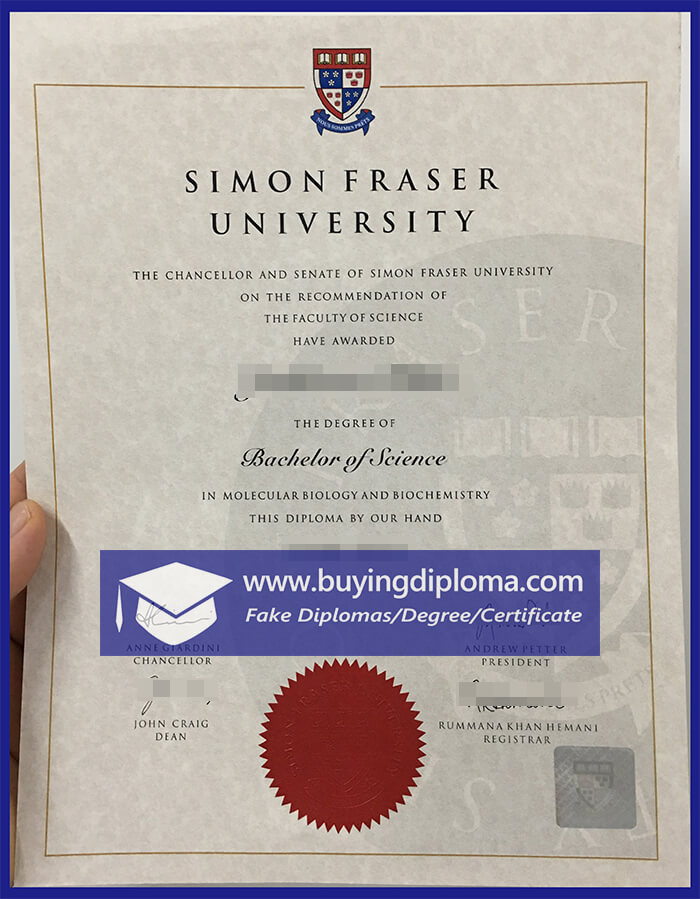 NOUS SOMMES PRÊTS
SIMON FRASER
UNIVERSITY
THE CHANCELLOR AND SENATE OF SIMON FRASER UNIVERSITY
ON THE RECOMMENDATION OF
THE FACULTY OF SCIENCE
HAVE AWARDED
THE DEGREE OF
Bachelor of Science
IN MOLECULAR BIOLOGY AND BIOCHEMISTRY
THIS DIPLOMA BY OUR HAND
www.buyingdiploma.com
Fake Diplomas/Degree/Certificate
ANNE GIARDINI
CHANCELLOR
ANDREW PETTER
PRESIDENT
JOHN CRAIG
DEAN
RUMMANA KHAN HEMANI
REGISTRAR